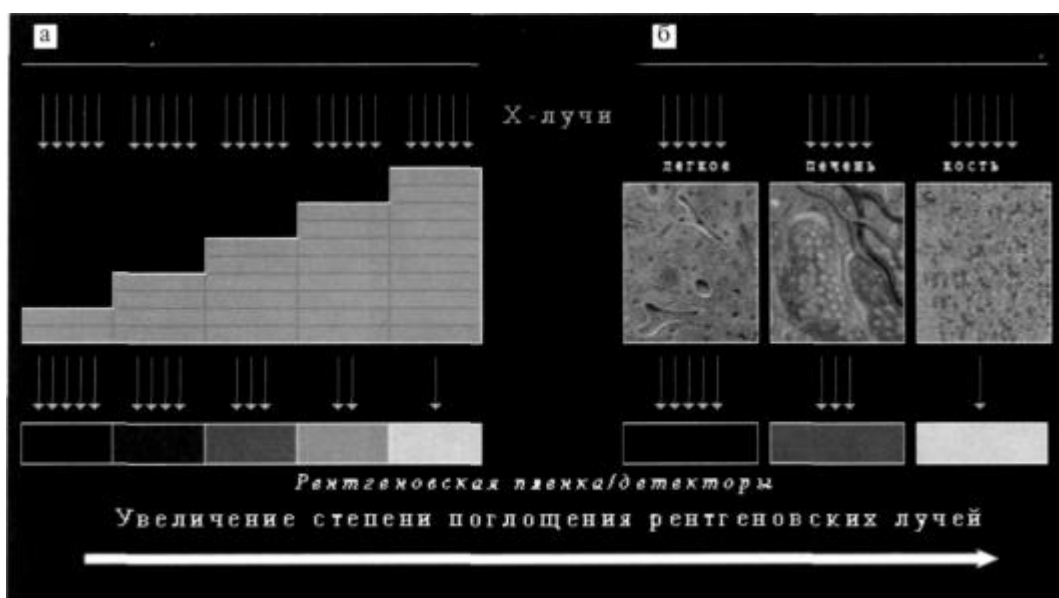 а
б
X-лучи
легкое
печень
кость
Рентгеновская пленка/детекторы
Увеличение степени поглощения рентгеновских лучей